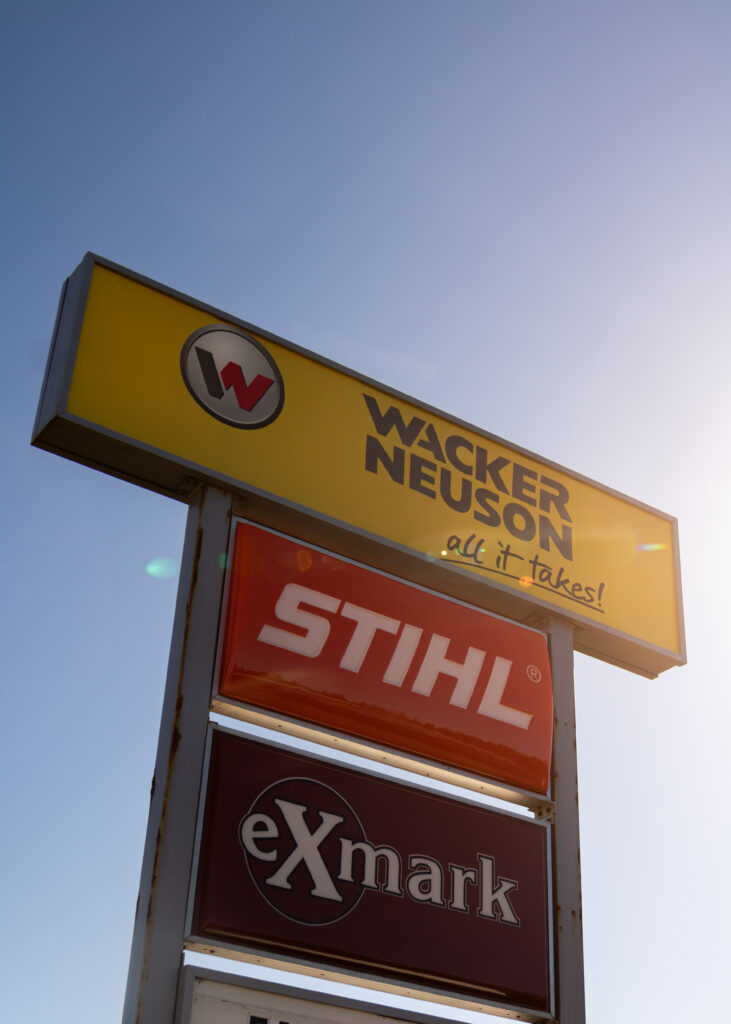 W
WACKER
NEUSON
all it takes!
STIHL®
eXmark